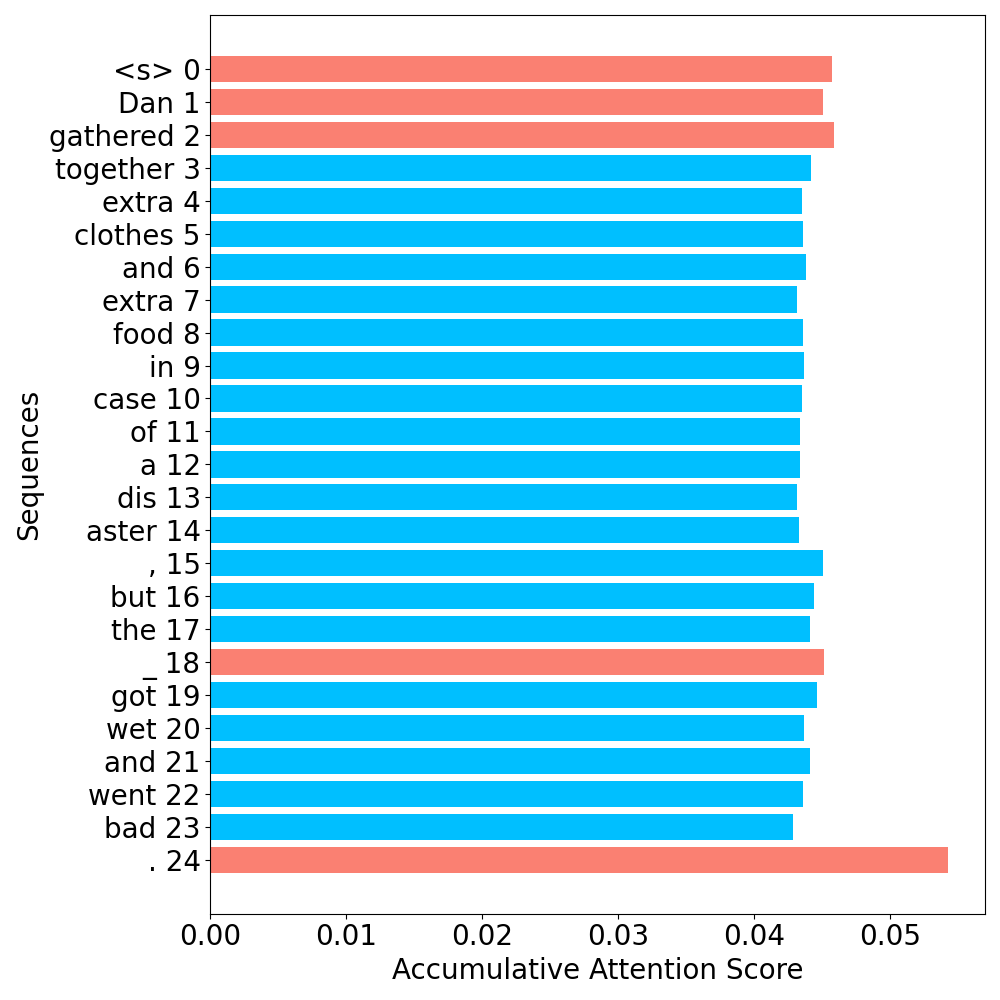 Sequences
<s> 0
Dan 1
gathered 2
together 3
extra 4
clothes 5
and 6
extra 7
food 8
in 9
case 10
of 11
a 12
dis 13
aster 14
, 15
but 16
the 17
_ 18
got 19
wet 20
and 21
went 22
bad 23
. 24
0.00 0.01 0.02 0.03 0.04 0.05
Accumulative Attention Score